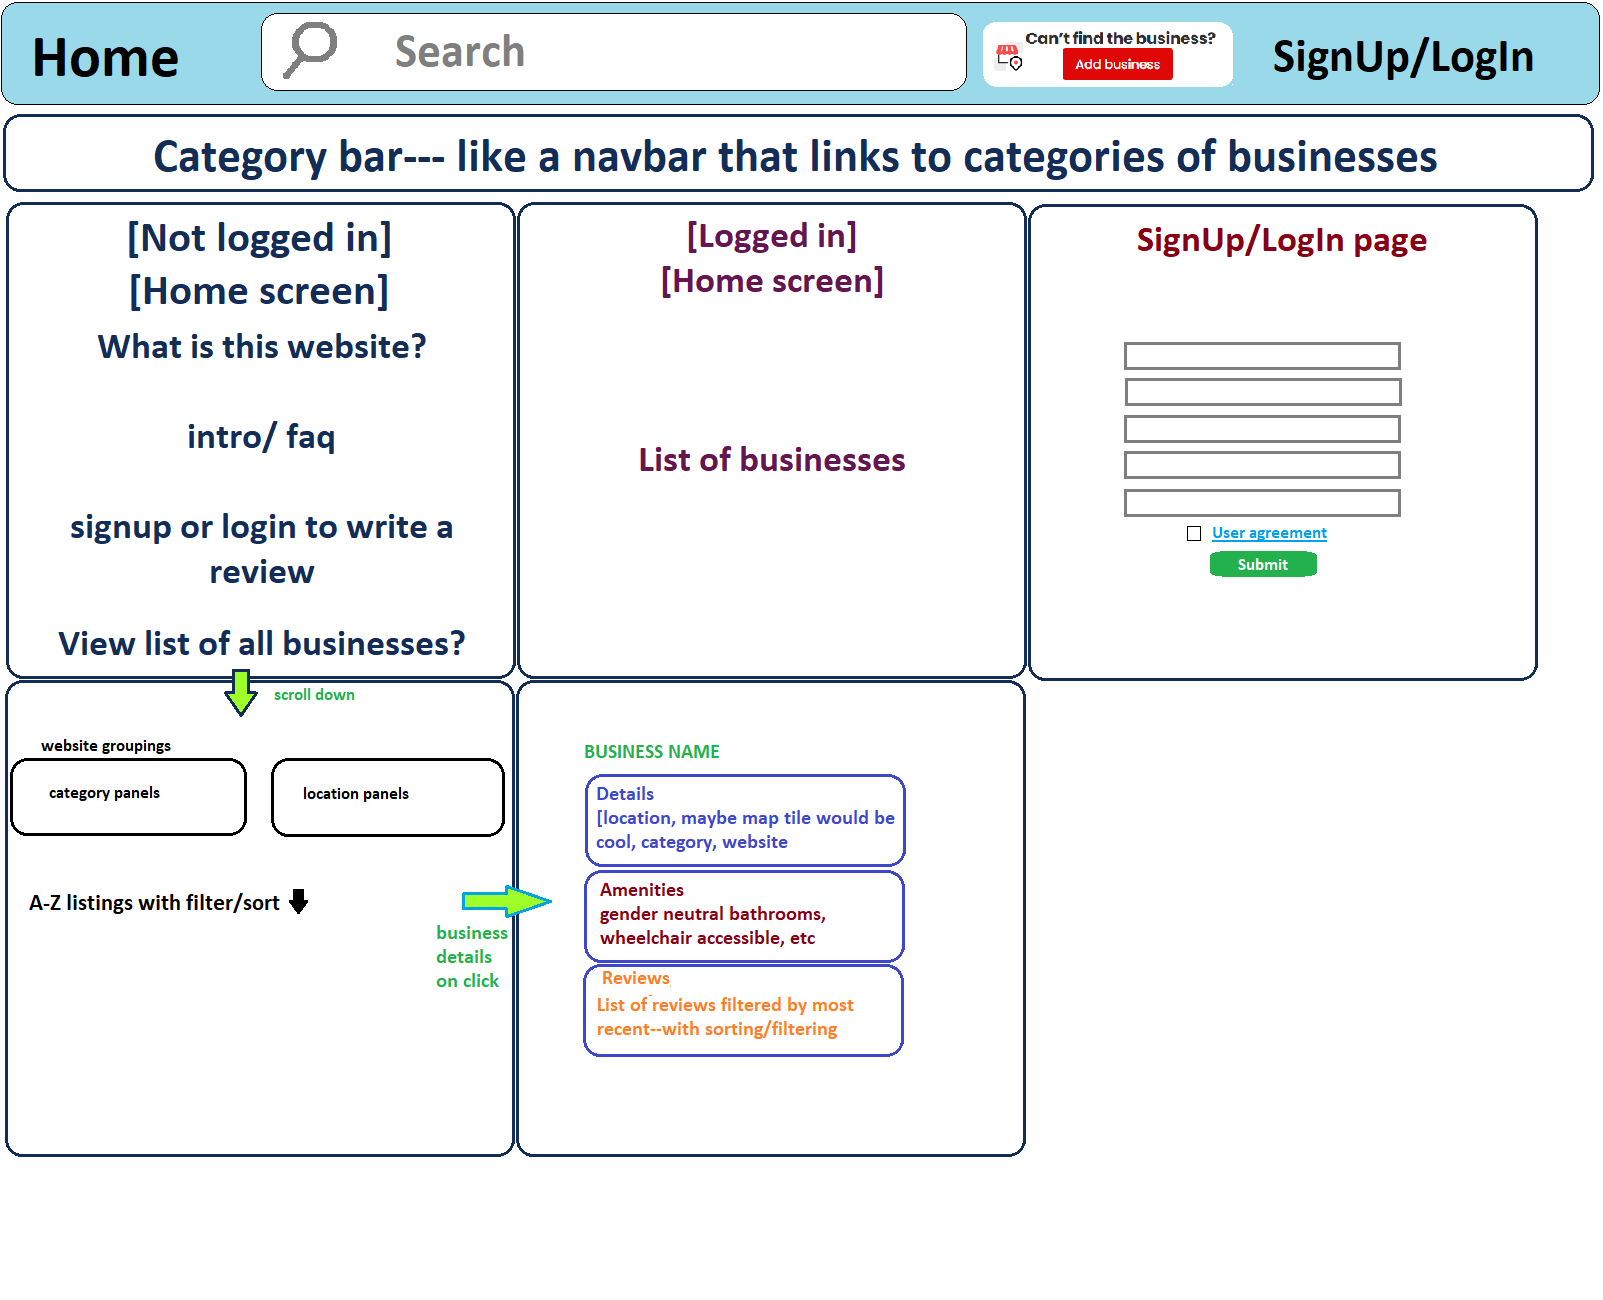 Home
Search
Can't find the business?
Add business
SignUp/LogIn
Category bar--- like a navbar that links to categories of businesses
[Not logged in]
[Home screen]
What is this website?
intro/ faq
signup or login to write a
review
View list of all businesses?
[Logged in]
[Home screen]
List of businesses
SignUp/LogIn page
User agreement
Submit
scroll down
website groupings
category panels
location panels
A-Z listings with filter/sort
business
details
on click
BUSINESS NAME
Details
[location, maybe map tile would be
cool, category, website
Amenities
gender neutral bathrooms,
wheelchair accessible, etc
Reviews
List of reviews filtered by most
recent--with sorting/filtering